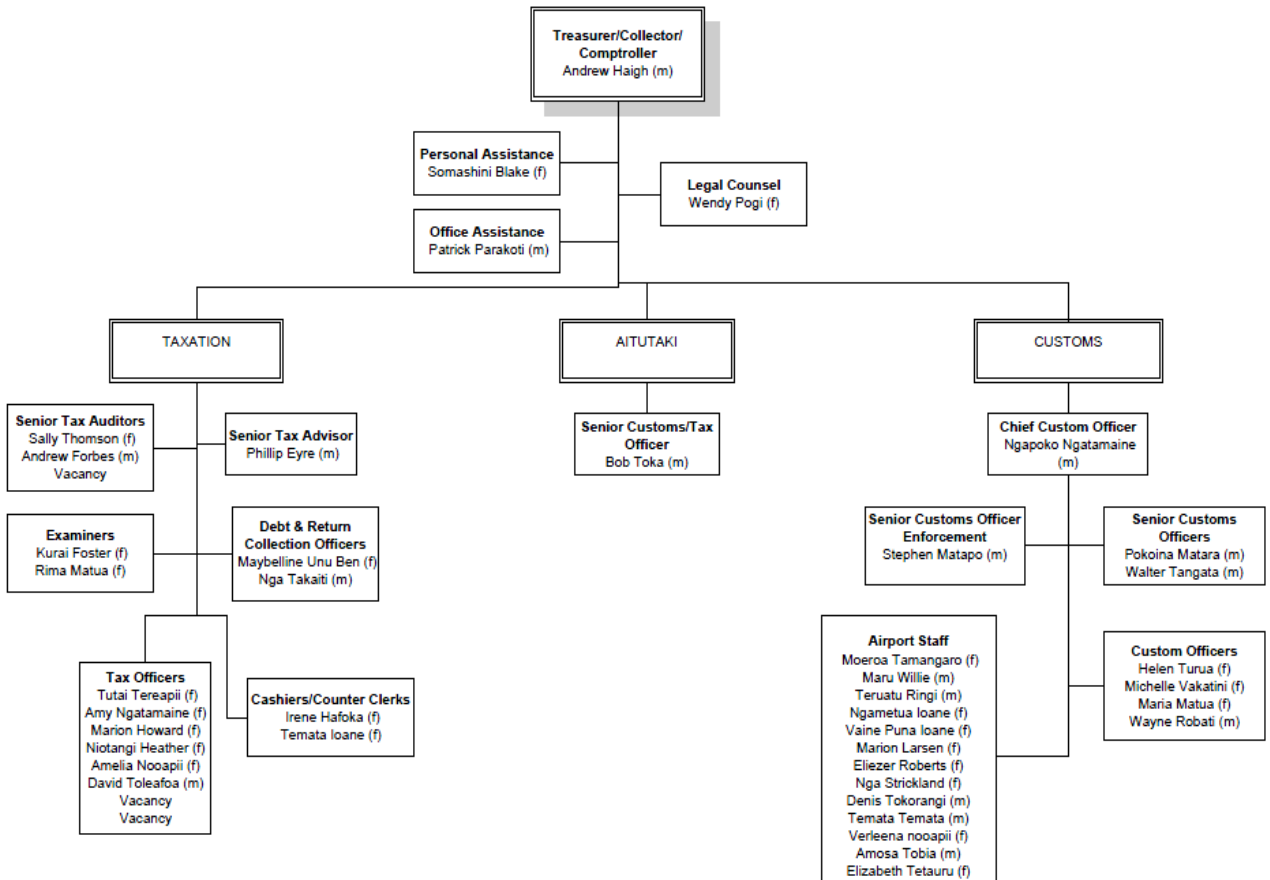 Treasurer/Collector/
Comptroller
Andrew Haigh (m)
Personal Assistance
Somashini Blake (f)
Legal Counsel
Wendy Pogi (f)
Office Assistance
Patrick Parakoti (m)
TAXATION
AITUTAKI
CUSTOMS
Senior Tax Auditors
Sally Thomson (f)
Andrew Forbes (m)
Vacancy
Senior Tax Advisor
Phillip Eyre (m)
Senior Customs/Tax
Officer
Bob Toka (m)
Chief Custom Officer
Ngapoko Ngatamaine
(m)
Examiners
Kurai Foster (f)
Rima Matua (f)
Debt & Return
Collection Officers
Maybelline Unu Ben (f)
Nga Takaiti (m)
Senior Customs Officer
Enforcement
Stephen Matapo (m)
Senior Customs
Officers
Pokoina Matara (m)
Walter Tangata (m)
Tax Officers
Tutai Tereapii (f)
Amy Ngatamaine (f)
Marion Howard (f)
Niotangi Heather (f)
Amelia Nooapii (f)
David Toleafoa (m)
Vacancy
Vacancy
Cashiers/Counter Clerks
Irene Hafoka (f)
Temata Ioane (f)
Airport Staff
Moeroa Tamangaro (f)
Maru Willie (m)
Teruatu Ringi (m)
Ngametua Ioane (f)
Vaine Puna Ioane (f)
Marion Larsen (f)
Eliezer Roberts (f)
Nga Strickland (f)
Denis Tokorangi (m)
Temata Temata (m)
Verleena nooapii (f)
Amosa Tobia (m)
Elizabeth Tetauru (f)
Custom Officers
Helen Turua (f)
Michelle Vakatini (f)
Maria Matua (f)
Wayne Robati (m)